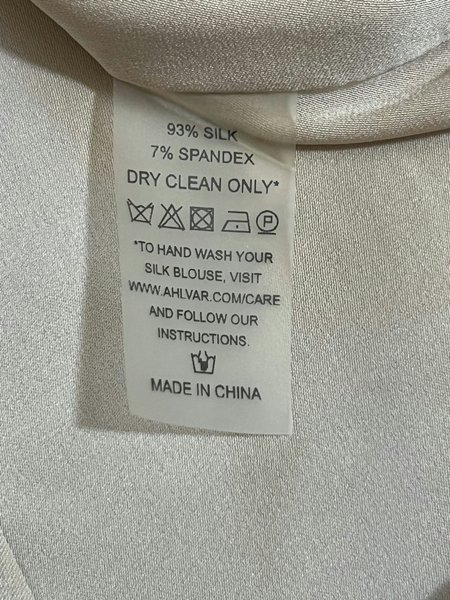 93% SILK
7% SPANDEX
DRY CLEAN ONLY*
P
*TO HAND WASH YOUR
SILK BLOUSE, VISIT
WWW.AHLVAR.COM/CARE
AND FOLLOW OUR
INSTRUCTIONS.
MADE IN CHINA